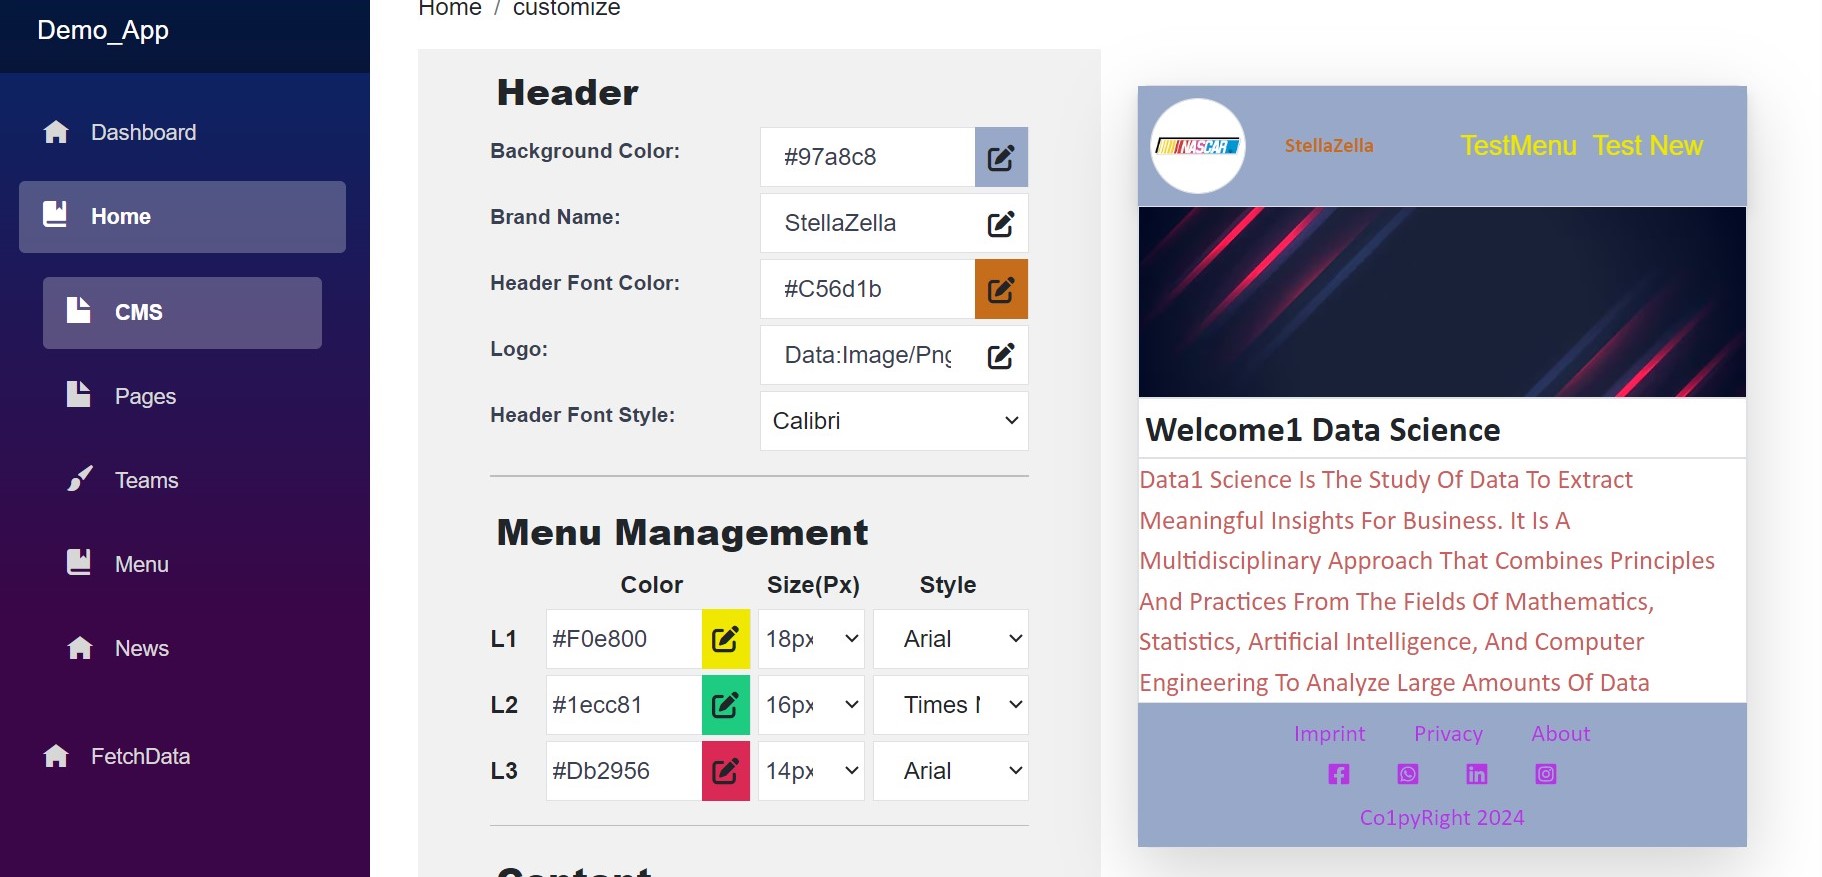 Demo_App
Dashboard
Home
CMS
Pages
Teams
Menu
News
FetchData
Home / customize
Header
Background Color: #97a8c8
Brand Name: StellaZella
Header Font Color: #C56d1b
Logo: Data:Image/Png
Header Font Style: Calibri
Menu Management
Color Size(Px) Style
L1 #F0e800 18px Arial
L2 #1ecc81 16px Times
L3 #Db2956 14px Arial
Content
NASCAR StellaZella TestMenu Test New
Welcome1 Data Science
Data1 Science Is The Study Of Data To Extract
Meaningful Insights For Business. It Is A
Multidisciplinary Approach That Combines Principles
And Practices From The Fields Of Mathematics,
Statistics, Artificial Intelligence, And Computer
Engineering To Analyze Large Amounts Of Data
Imprint Privacy About
Co1pyRight 2024